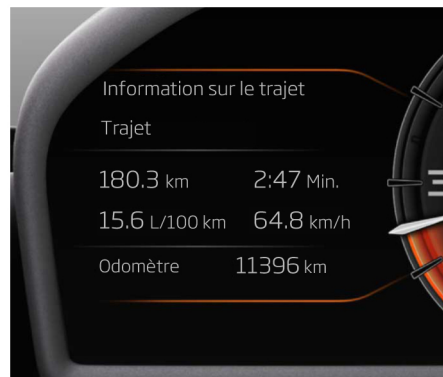 Information sur le trajet
Trajet
180.3 km 2:47 Min.
15.6 L/100 km 64.8 km/h
Odomètre 11396 km